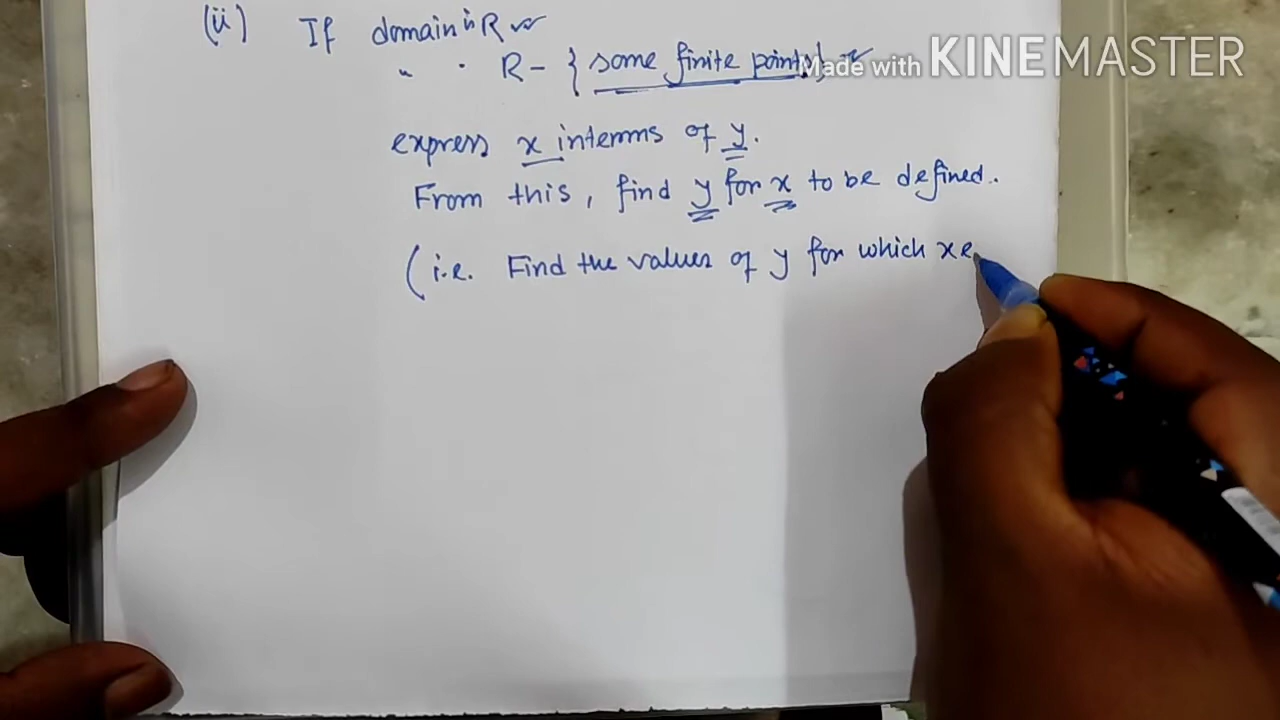 (ii) If domain is R
" " R - {some finite points}
Made with KINEMASTER
express x interms of y.
From this, find y for x to be defined.
(i.e. Find the values of y for which x e